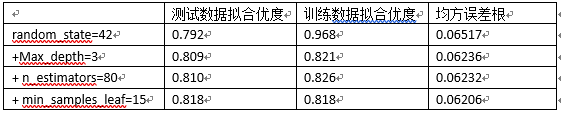 测试数据拟合优度 训练数据拟合优度 均方误差根
random_state=42 0.792 0.968 0.06517
+Max_depth=3 0.809 0.821 0.06236
+ n_estimators=80 0.810 0.826 0.06232
+ min_samples_leaf=15 0.818 0.818 0.06206